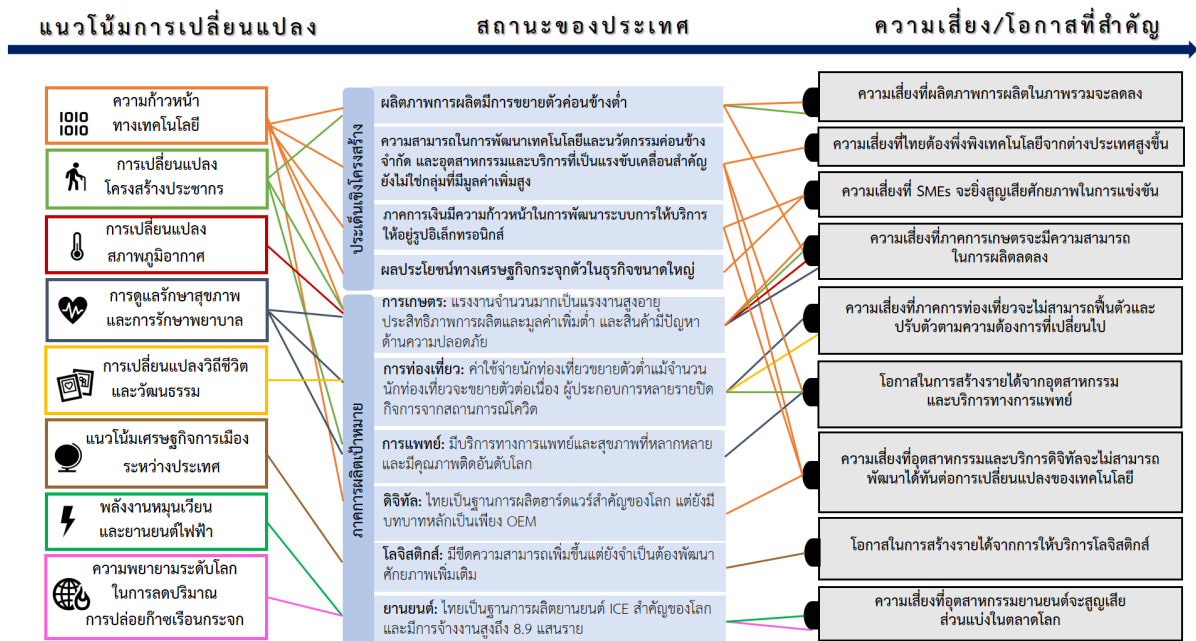 แนวโน้มการเปลี่ยนแปลง
สถานะของประเทศ
ความเสี่ยง/โอกาสที่สำคัญ
1010
1010
ความก้าวหน้า
ทางเทคโนโลยี
การเปลี่ยนแปลง
โครงสร้างประชากร
การเปลี่ยนแปลง
สภาพภูมิอากาศ
การดูแลรักษาสุขภาพ
และการรักษาพยาบาล
การเปลี่ยนแปลงวิถีชีวิต
และวัฒนธรรม
แนวโน้มเศรษฐกิจการเมือง
ระหว่างประเทศ
พลังงานหมุนเวียน
และยานยนต์ไฟฟ้า
ความพยายามระดับโลก
ในการลดปริมาณ
การปล่อยก๊าซเรือนกระจก
ประเด็นเชิงโครงสร้าง
ผลิตภาพการผลิตมีการขยายตัวค่อนข้างต่ำ
ความสามารถในการพัฒนาเทคโนโลยีและนวัตกรรมค่อนข้าง
จำกัด และอุตสาหกรรมและบริการที่เป็นแรงขับเคลื่อนสำคัญ
ยังไม่ใช่กลุ่มที่มีมูลค่าเพิ่มสูง
ภาคการเงินมีความก้าวหน้าในการพัฒนาระบบการให้บริการ
ให้อยู่รูปอิเล็กทรอนิกส์
ผลประโยชน์ทางเศรษฐกิจกระจุกตัวในธุรกิจขนาดใหญ่
ภาคการผลิตเป้าหมาย
การเกษตร: แรงงานจำนวนมากเป็นแรงงานสูงอายุ
ประสิทธิภาพการผลิตและมูลค่าเพิ่มต่ำ และสินค้ามีปัญหา
ด้านความปลอดภัย
การท่องเที่ยว: ค่าใช้จ่ายนักท่องเที่ยวขยายตัวต่ำแม้จำนวน
นักท่องเที่ยวจะขยายตัวต่อเนื่อง ผู้ประกอบการหลายรายปิด
กิจการจากสถานการณ์โควิด
การแพทย์: มีบริการทางการแพทย์และสุขภาพที่หลากหลาย
และมีคุณภาพติดอันดับโลก
ดิจิทัล: ไทยเป็นฐานการผลิตฮาร์ดแวร์สำคัญของโลก แต่ยังมี
บทบาทหลักเป็นเพียง OEM
โลจิสติกส์: มีขีดความสามารถเพิ่มขึ้นแต่ยังจำเป็นต้องพัฒนา
ศักยภาพเพิ่มเติม
ยานยนต์: ไทยเป็นฐานการผลิตยานยนต์ ICE สำคัญของโลก
และมีการจ้างงานสูงถึง 8.9 แสนราย
ความเสี่ยงที่ผลิตภาพการผลิตในภาพรวมจะลดลง
ความเสี่ยงที่ไทยต้องพึ่งพิงเทคโนโลยีจากต่างประเทศสูงขึ้น
ความเสี่ยงที่ SMEs จะยิ่งสูญเสียศักยภาพในการแข่งขัน
ความเสี่ยงที่ภาคการเกษตรจะมีความสามารถ
ในการผลิตลดลง
ความเสี่ยงที่ภาคการท่องเที่ยวจะไม่สามารถฟื้นตัวและ
ปรับตัวตามความต้องการที่เปลี่ยนไป
โอกาสในการสร้างรายได้จากอุตสาหกรรม
และบริการทางการแพทย์
ความเสี่ยงที่อุตสาหกรรมและบริการดิจิทัลจะไม่สามารถ
พัฒนาได้ทันต่อการเปลี่ยนแปลงของเทคโนโลยี
โอกาสในการสร้างรายได้จากการให้บริการโลจิสติกส์
ความเสี่ยงที่อุตสาหกรรมยานยนต์จะสูญเสีย
ส่วนแบ่งในตลาดโลก